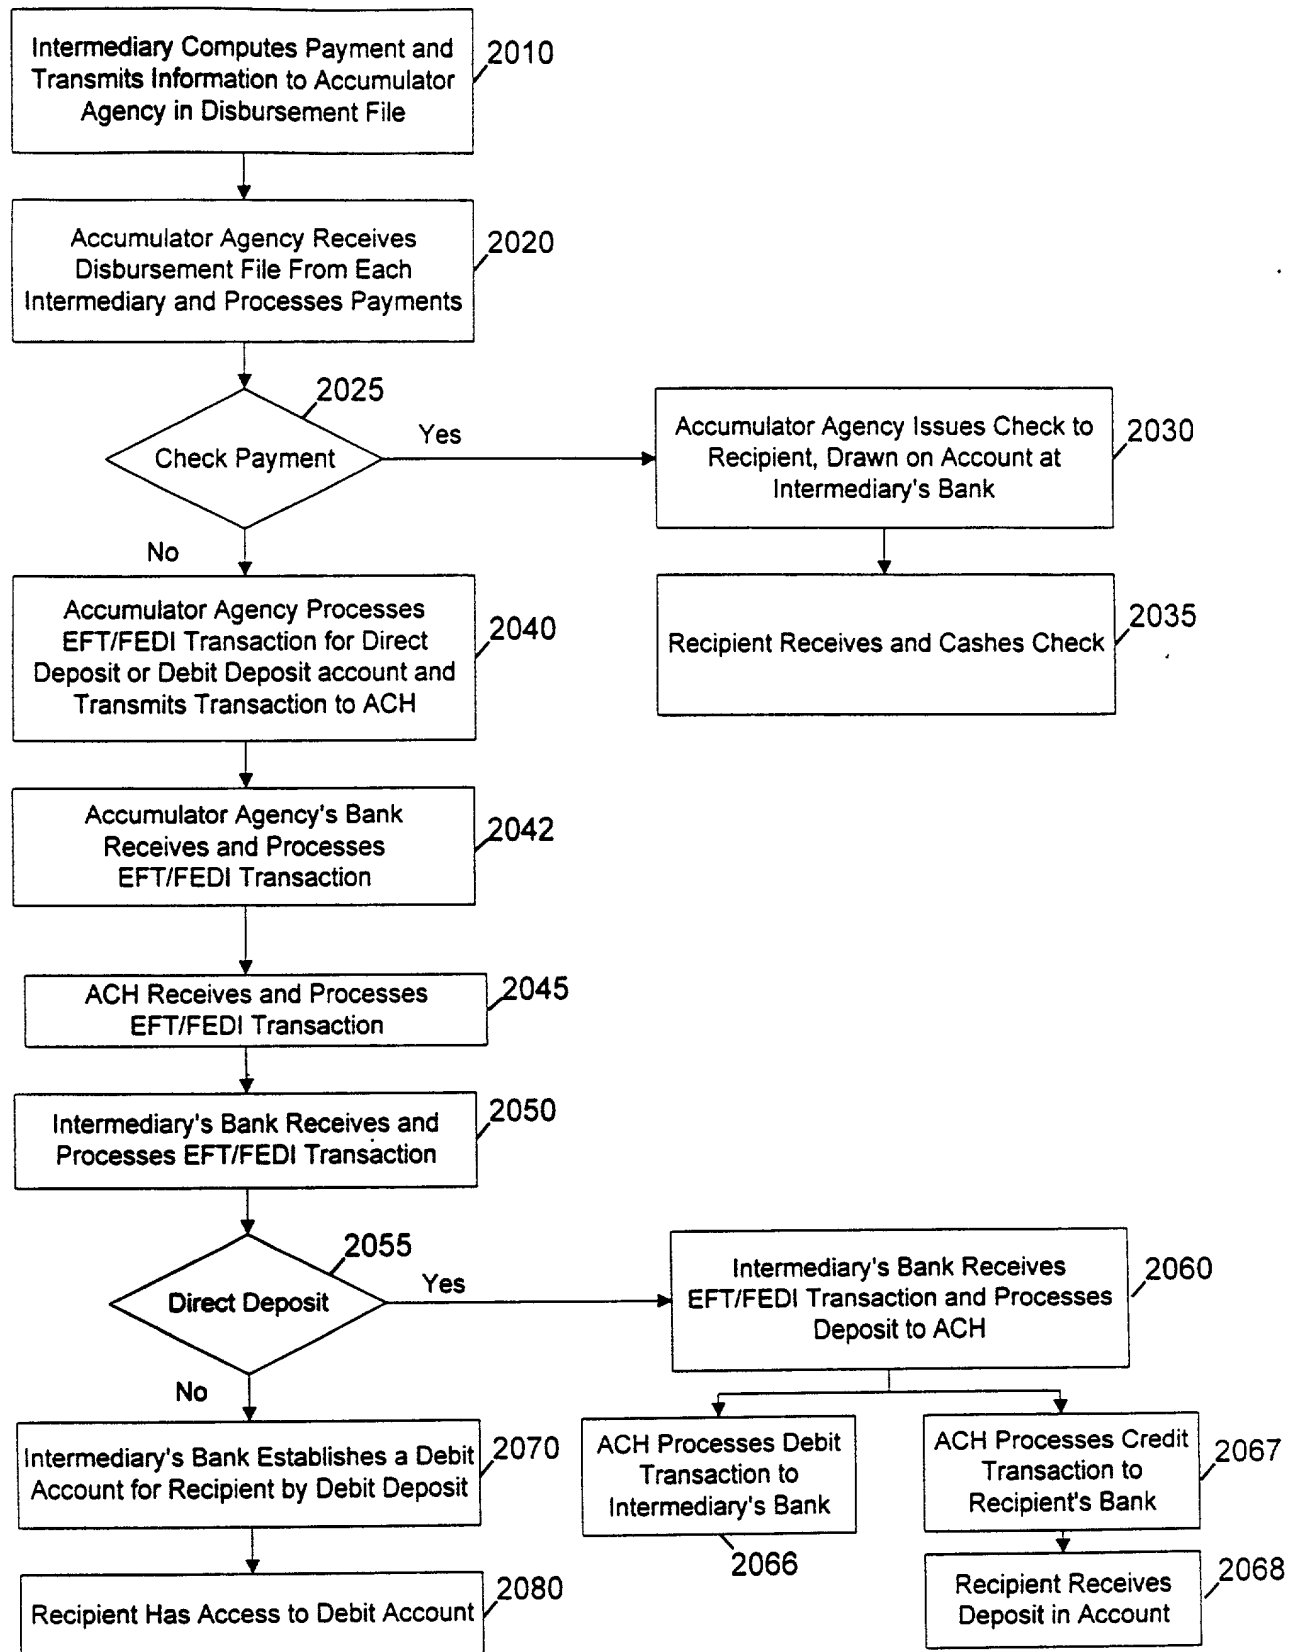 Intermediary Computes Payment and
Transmits Information to Accumulator
Agency in Disbursement File
2010
Accumulator Agency Receives
Disbursement File From Each
Intermediary and Processes Payments
2020
2025
Check Payment
Yes
No
Accumulator Agency Issues Check to
Recipient, Drawn on Account at
Intermediary's Bank
2030
Recipient Receives and Cashes Check
2035
Accumulator Agency Processes
EFT/FEDI Transaction for Direct
Deposit or Debit Deposit account and
Transmits Transaction to ACH
2040
Accumulator Agency's Bank
Receives and Processes
EFT/FEDI Transaction
2042
ACH Receives and Processes
EFT/FEDI Transaction
2045
Intermediary's Bank Receives and
Processes EFT/FEDI Transaction
2050
2055
Direct Deposit
Yes
No
Intermediary's Bank Receives
EFT/FEDI Transaction and Processes
Deposit to ACH
2060
ACH Processes Debit
Transaction to
Intermediary's Bank
2066
ACH Processes Credit
Transaction to
Recipient's Bank
2067
Recipient Receives
Deposit in Account
2068
Intermediary's Bank Establishes a Debit
Account for Recipient by Debit Deposit
2070
Recipient Has Access to Debit Account
2080